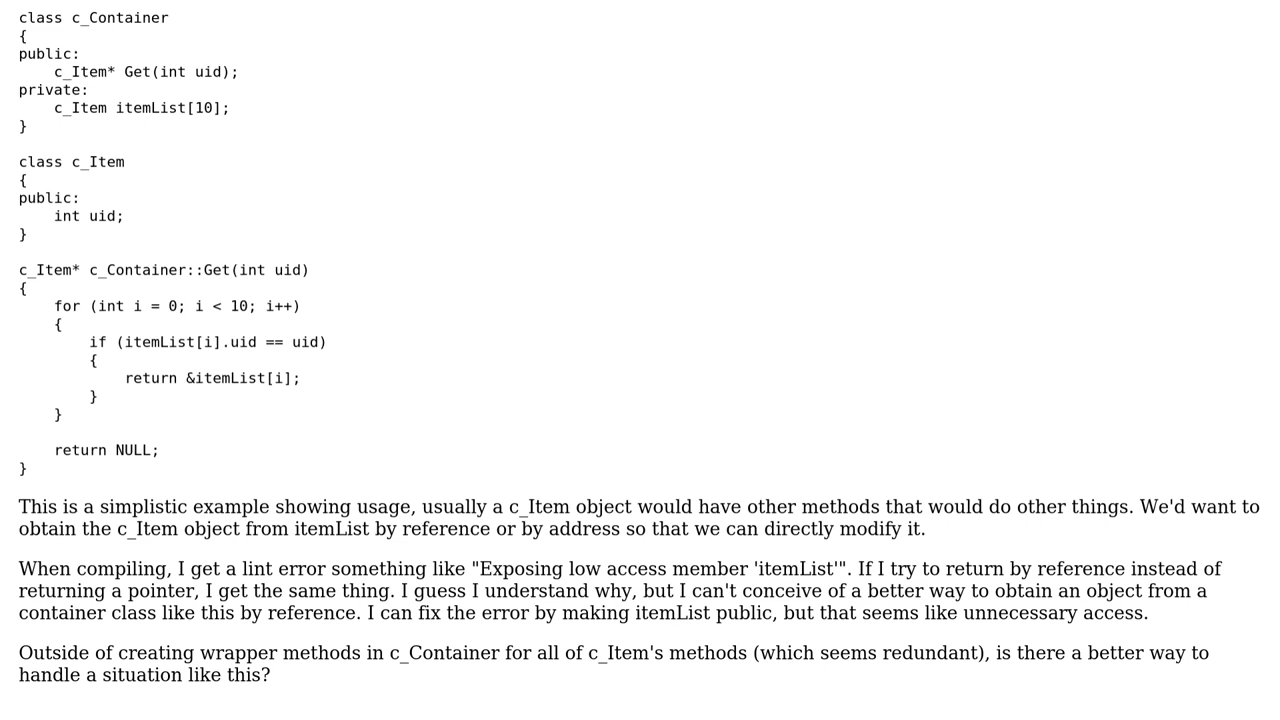 class c_Container
{
public:
    c_Item* Get(int uid);
private:
    c_Item itemList[10];
}

class c_Item
{
public:
    int uid;
}

c_Item* c_Container::Get(int uid)
{
    for (int i = 0; i < 10; i++)
    {
        if (itemList[i].uid == uid)
        {
            return &itemList[i];
        }
    }

    return NULL;
}

This is a simplistic example showing usage, usually a c_Item object would have other methods that would do other things. We'd want to
obtain the c_Item object from itemList by reference or by address so that we can directly modify it.

When compiling, I get a lint error something like "Exposing low access member 'itemList'". If I try to return by reference instead of
returning a pointer, I get the same thing. I guess I understand why, but I can't conceive of a better way to obtain an object from a
container class like this by reference. I can fix the error by making itemList public, but that seems like unnecessary access.

Outside of creating wrapper methods in c_Container for all of c_Item's methods (which seems redundant), is there a better way to
handle a situation like this?